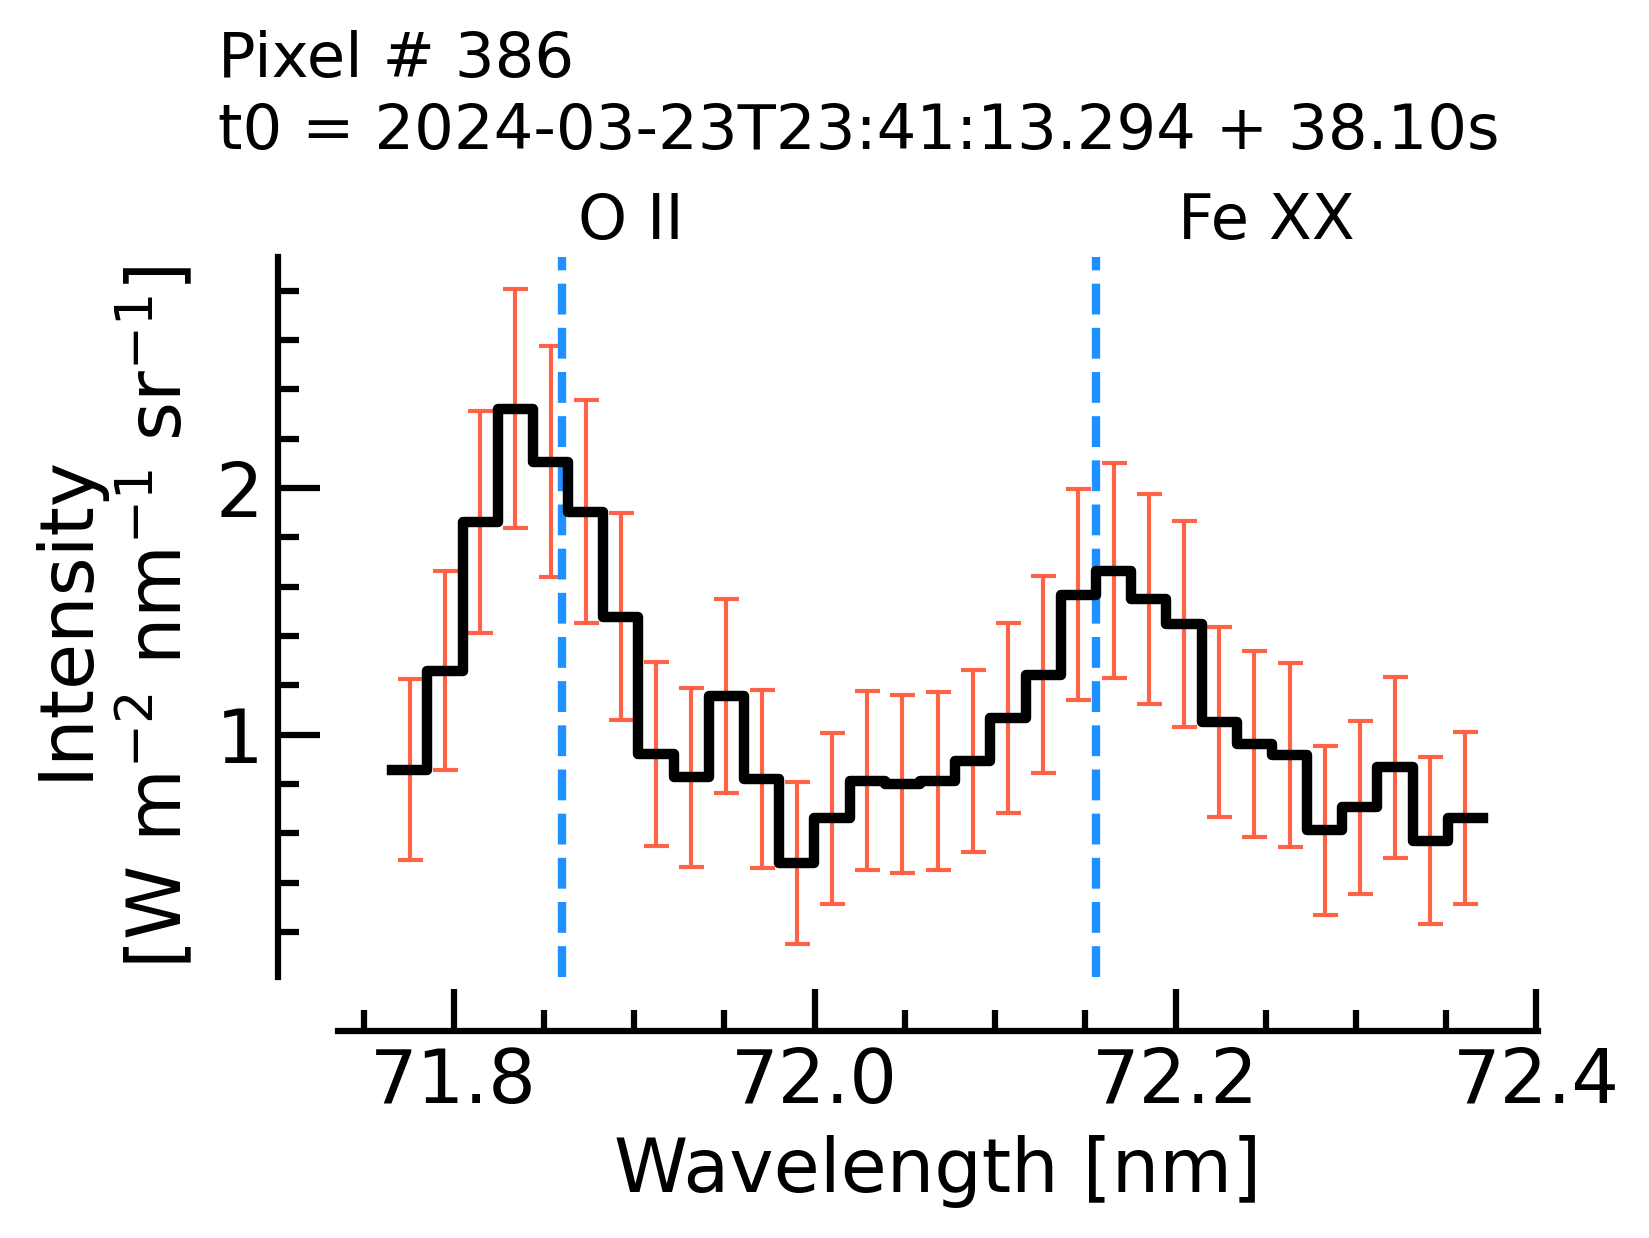 Pixel # 386
t0 = 2024-03-23T23:41:13.294 + 38.10s
O II
Fe XX
Intensity
[W m⁻² nm⁻¹ sr⁻¹]
2
1
71.8
72.0
72.2
72.4
Wavelength [nm]